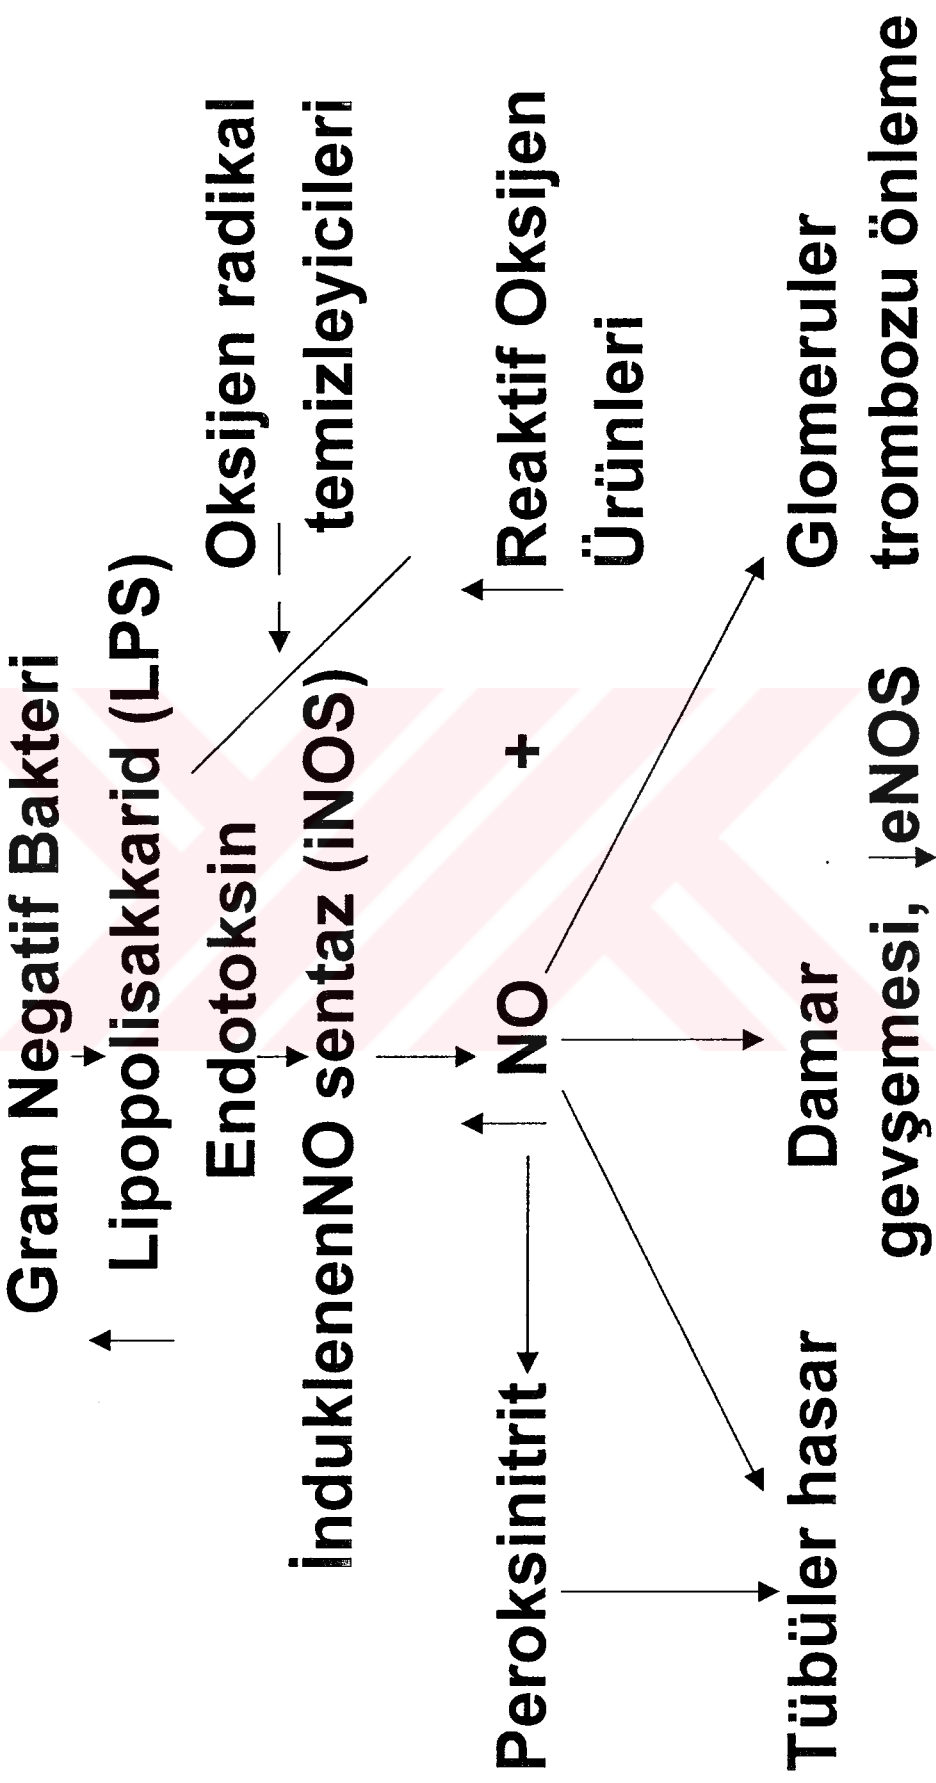 Gram Negatif Bakteri
Lipopolisakkarid (LPS)
Endotoksin
Oksijen radikal
temizleyicileri
İndüklenenNO sentaz (iNOS)
Peroksinitrit
NO
+
Reaktif Oksijen
Ürünleri
Tübüler hasar
Damar
gevşemesi, eNOS
Glomeruler
trombozu önleme